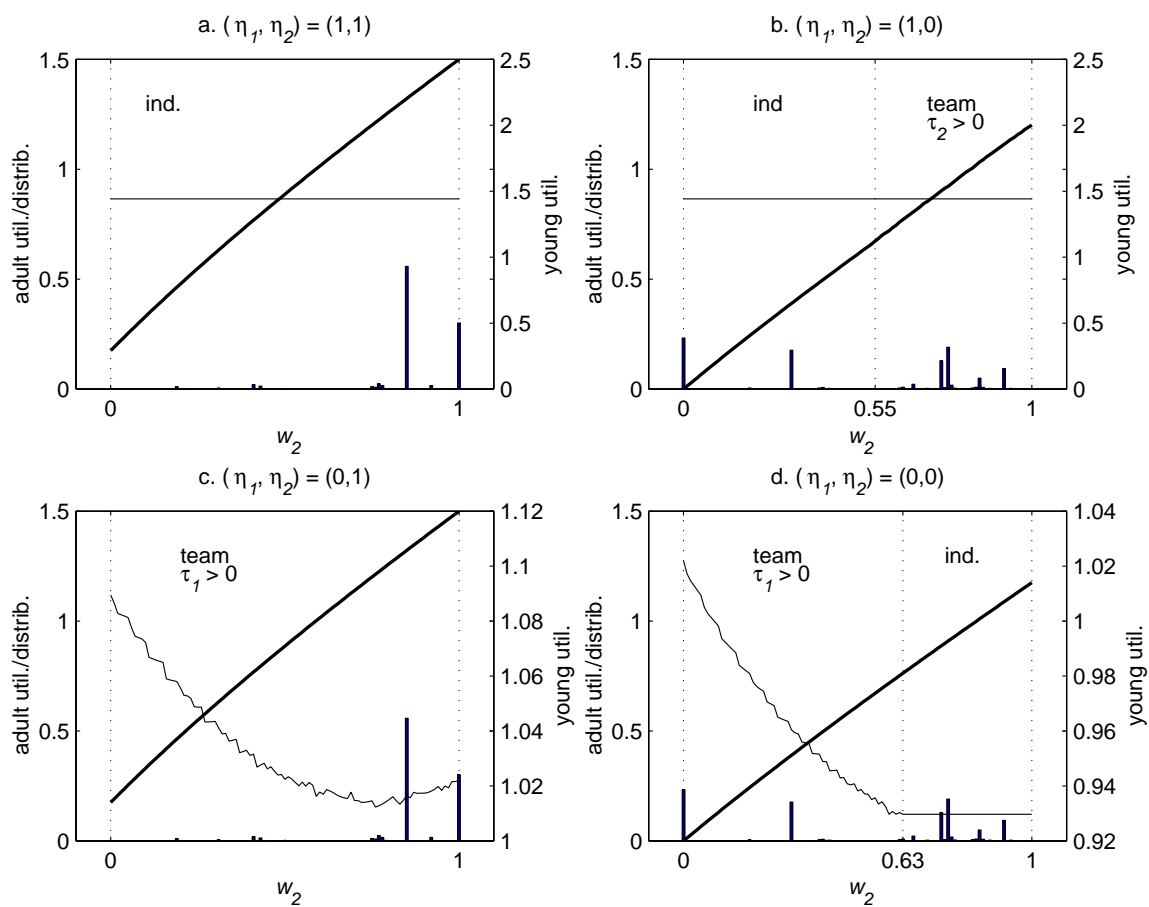 a. ( η1, η2) = (1,1)
1.5
1
0.5
0
adult util./distrib.
ind.
2.5
2
1.5
1
0.5
0
young util.
0
1
w2
b. ( η1, η2) = (1,0)
1.5
1
0.5
0
adult util./distrib.
ind
team
τ2 > 0
2.5
2
1.5
1
0.5
0
young util.
0
0.55
1
w2
c. ( η1, η2) = (0,1)
1.5
1
0.5
0
adult util./distrib.
team
τ1 > 0
1.12
1.1
1.08
1.06
1.04
1.02
1
young util.
0
1
w2
d. ( η1, η2) = (0,0)
1.5
1
0.5
0
adult util./distrib.
team
τ1 > 0
ind.
1.04
1.02
1
0.98
0.96
0.94
0.92
young util.
0
0.63
1
w2